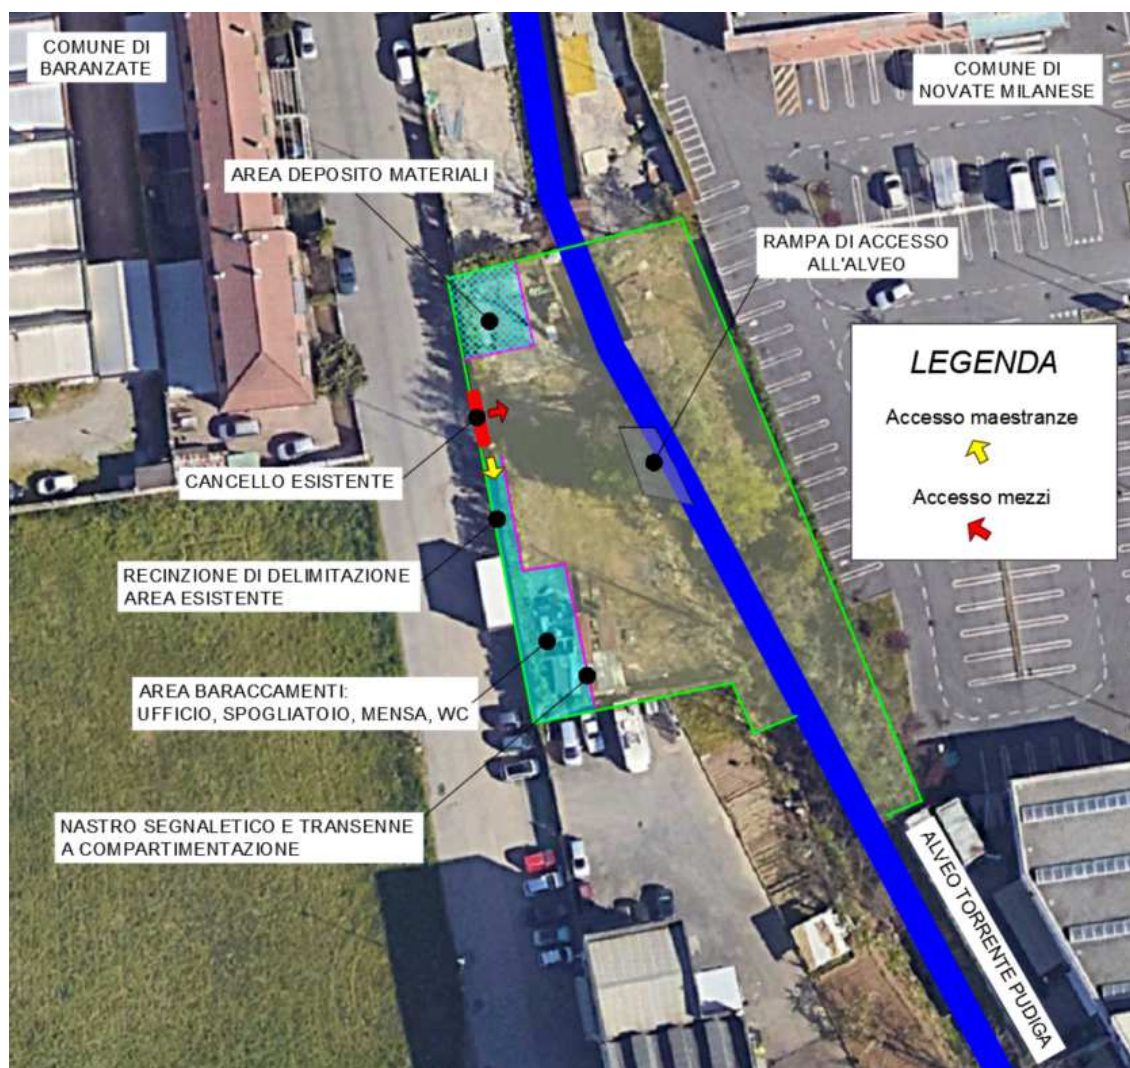 COMUNE DI
BARANZATE
COMUNE DI
NOVATE MILANESE
AREA DEPOSITO MATERIALI
RAMPA DI ACCESSO
ALL'ALVEO
LEGENDA
Accesso maestranze
Accesso mezzi
CANCELLO ESISTENTE
RECINZIONE DI DELIMITAZIONE
AREA ESISTENTE
AREA BARACCAMENTI:
UFFICIO, SPOGLIATOIO, MENSA, WC
NASTRO SEGNALETICO E TRANSENNE
A COMPARTIMENTAZIONE
ALVEO TORRENTE PUDIGA